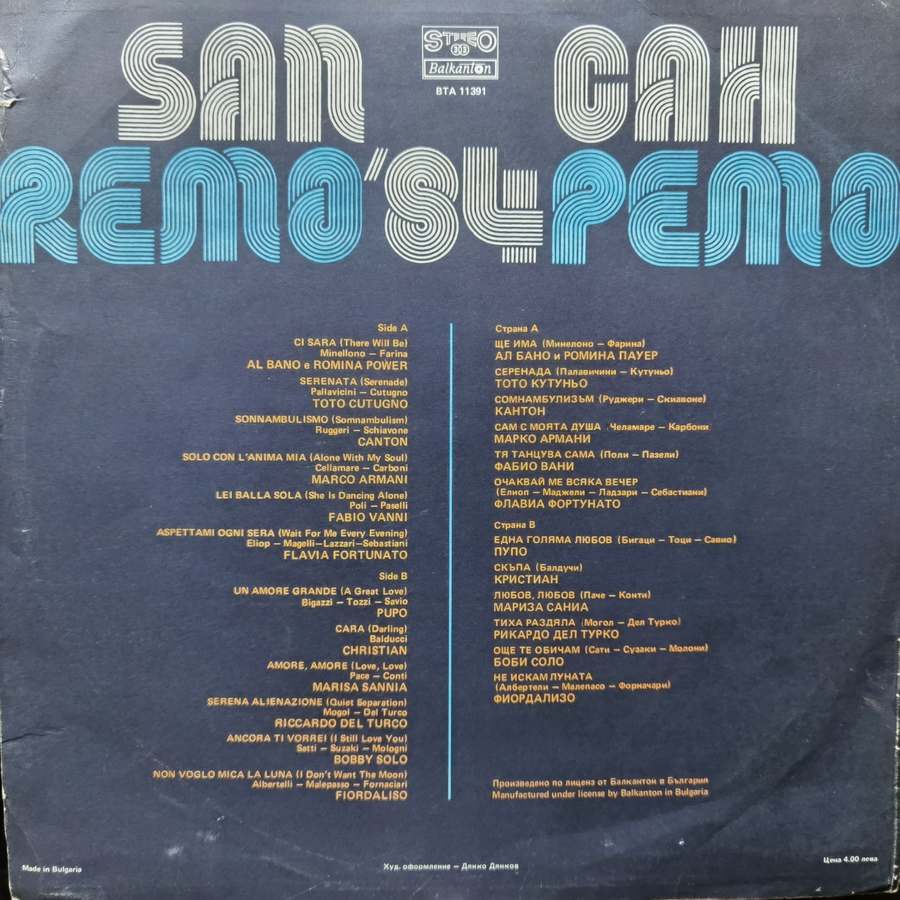 SAN
REMO '84
STEREO
303
Balkanton
BTA 11391
САН
РЕМО
Side A
CI SARA (There Will Be)
Minellono – Farina
AL BANO e ROMINA POWER
SERENATA (Serenade)
Pallavicini – Cutugno
TOTO CUTUGNO
SONNAMBULISMO (Somnambulism)
Ruggeri – Schiavone
CANTON
SOLO CON L'ANIMA MIA (Alone With My Soul)
Cellamare – Carboni
MARCO ARMANI
LEI BALLA SOLA (She Is Dancing Alone)
Poli – Paselli
FABIO VANNI
ASPETTAMI OGNI SERA (Wait For Me Every Evening)
Eliop – Magelli–Lazzari–Sebastiani
FLAVIA FORTUNATO
Side B
UN AMORE GRANDE (A Great Love)
Bigazzi – Tozzi – Savio
PUPO
CARA (Darling)
Balducci
CHRISTIAN
AMORE, AMORE (Love, Love)
Pace – Conti
MARISA SANNIA
SERENA ALIENAZIONE (Quiet Separation)
Mogol – Del Turco
RICCARDO DEL TURCO
ANCORA TI VORREI (I Still Love You)
Satti – Suzaki – Mologni
BOBBY SOLO
NON VOGLO MICA LA LUNA (I Don't Want The Moon)
Albertelli – Malepasso – Fornaciari
FIORDALISO
Страна А
ЩЕ ИМА (Минелоно – Фарина)
АЛ БАНО и РОМИНА ПАУЕР
СЕРЕНАДА (Палавичини – Кутуньо)
ТОТО КУТУНЬО
СОМНАМБУЛИЗЪМ (Руджери – Скиавоне)
КАНТОН
САМ С МОЯТА ДУША (Челамаре – Карбони)
МАРКО АРМАНИ
ТЯ ТАНЦУВА САМА (Поли – Пазели)
ФАБИО ВАНИ
ОЧАКВАЙ МЕ ВСЯКА ВЕЧЕР
(Елиоп – Маджели – Ладзари – Себастиани)
ФЛАВИА ФОРТУНАТО
Страна В
ЕДНА ГОЛЯМА ЛЮБОВ (Бигаци – Тоци – Савио)
ПУПО
СКЪПА (Балдучи)
КРИСТИАН
ЛЮБОВ, ЛЮБОВ (Паче – Конти)
МАРИЗА САНИА
ТИХА РАЗДЯЛА (Могол – Дел Турко)
РИКАРДО ДЕЛ ТУРКО
ОЩЕ ТЕ ОБИЧАМ (Сати – Сузаки – Молони)
БОБИ СОЛО
НЕ ИСКАМ ЛУНАТА
(Албертели – Малепасо – Форначари)
ФИОРДАЛИЗО
Произведено по лиценз от Балкантон в България
Manufactured under license by Balkanton in Bulgaria
Made in Bulgaria
Худ. оформление – Дянко Дянков
Цена 4.00 лева